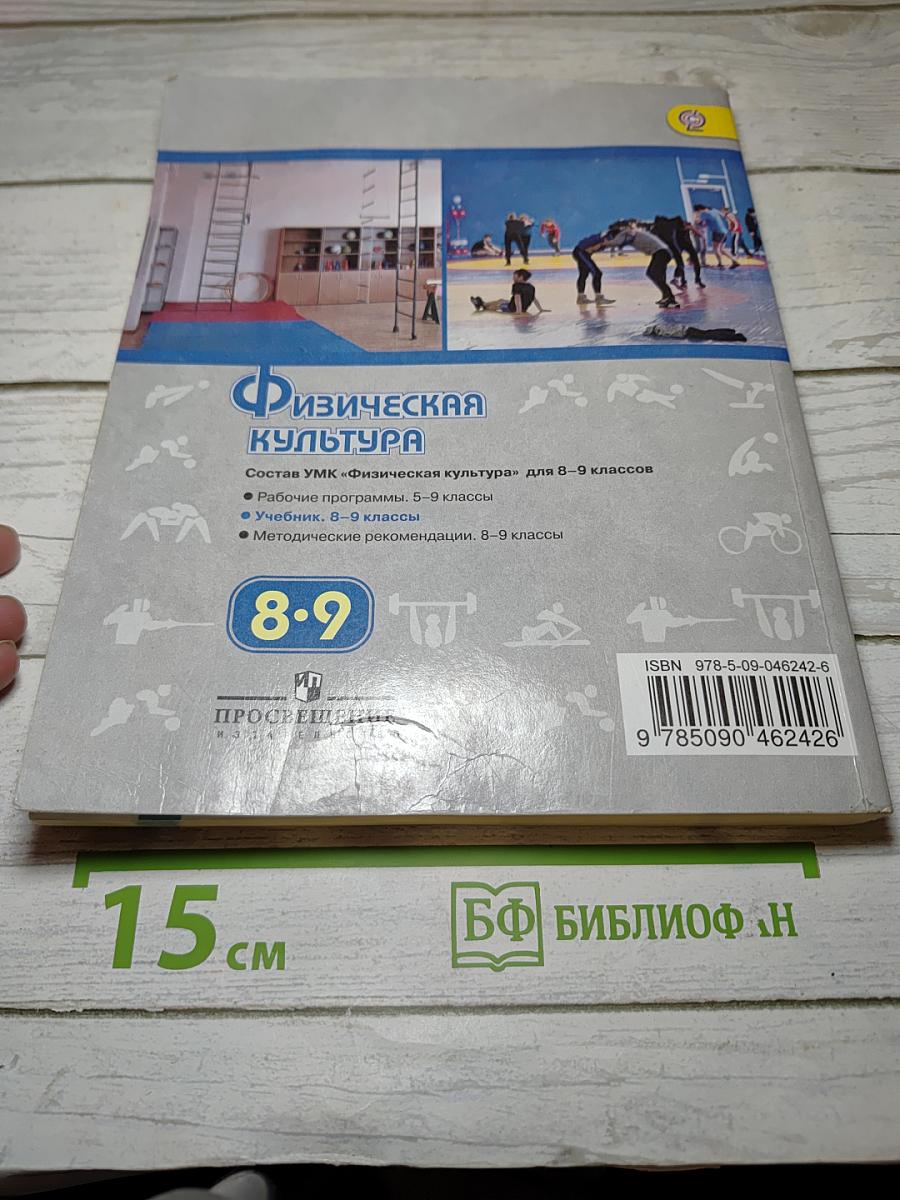 Физическая
культура
Состав УМК «Физическая культура» для 8–9 классов
● Рабочие программы. 5–9 классы
● Учебник. 8–9 классы
● Методические рекомендации. 8–9 классы
8•9
ПРОСВЕЩЕНИЕ
ISBN 978-5-09-046242-6
9 785090 462426
15 см
БФ БИБЛИОФ